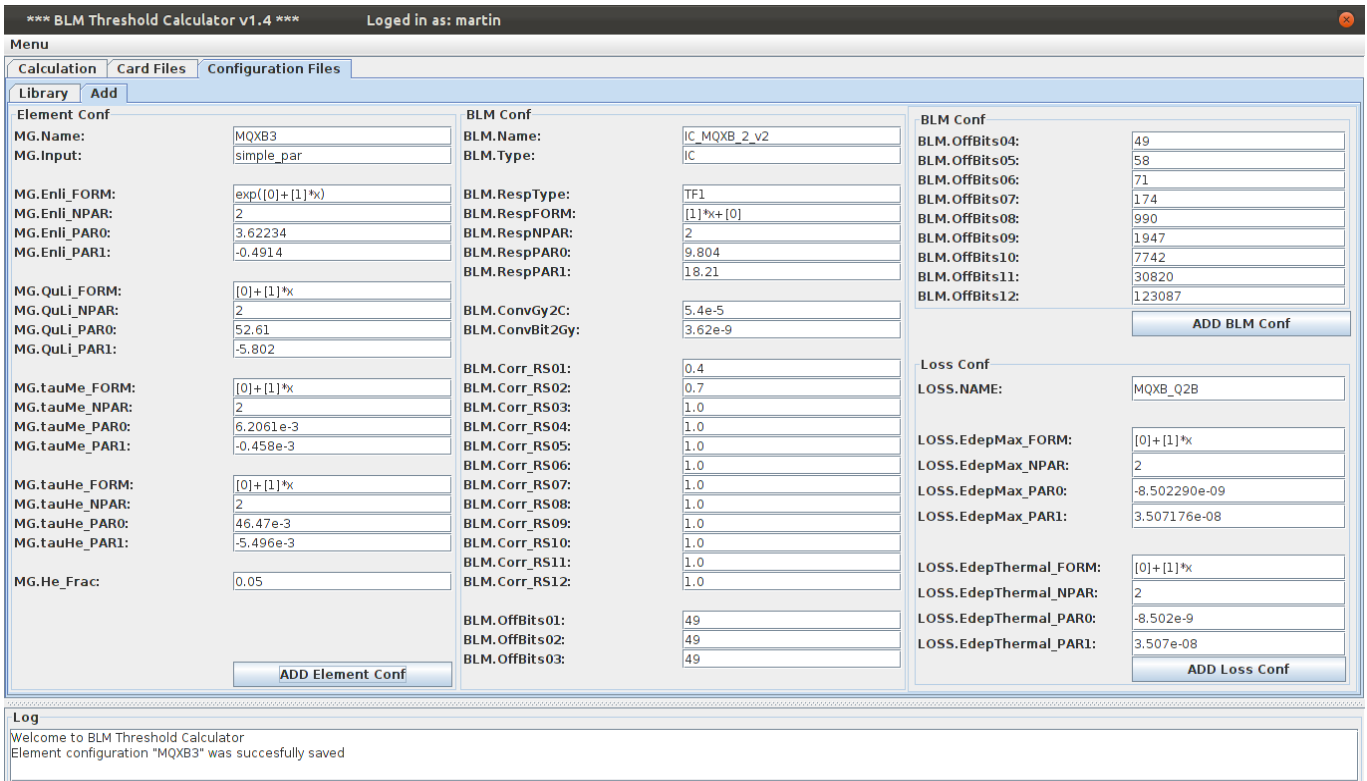 *** BLM Threshold Calculator v1.4 *** Loged in as: martin
Menu
Calculation Card Files Configuration Files
Library Add
Element Conf
MG.Name: MQXB3
MG.Input: simple_par
MG.Enli_FORM: exp([0]+[1]*x)
MG.Enli_NPAR: 2
MG.Enli_PAR0: 3.62234
MG.Enli_PAR1: -0.4914
MG.QuLi_FORM: [0]+[1]*x
MG.QuLi_NPAR: 2
MG.QuLi_PAR0: 52.61
MG.QuLi_PAR1: -5.802
MG.tauMe_FORM: [0]+[1]*x
MG.tauMe_NPAR: 2
MG.tauMe_PAR0: 6.2061e-3
MG.tauMe_PAR1: -0.458e-3
MG.tauHe_FORM: [0]+[1]*x
MG.tauHe_NPAR: 2
MG.tauHe_PAR0: 46.47e-3
MG.tauHe_PAR1: -5.496e-3
MG.He_Frac: 0.05
ADD Element Conf
BLM Conf
BLM.Name: IC_MQXB_2_v2
BLM.Type: IC
BLM.RespType: TF1
BLM.RespFORM: [1]*x+[0]
BLM.RespNPAR: 2
BLM.RespPAR0: 9.804
BLM.RespPAR1: 18.21
BLM.ConvGy2C: 5.4e-5
BLM.ConvBit2Gy: 3.62e-9
BLM.Corr_RS01: 0.4
BLM.Corr_RS02: 0.7
BLM.Corr_RS03: 1.0
BLM.Corr_RS04: 1.0
BLM.Corr_RS05: 1.0
BLM.Corr_RS06: 1.0
BLM.Corr_RS07: 1.0
BLM.Corr_RS08: 1.0
BLM.Corr_RS09: 1.0
BLM.Corr_RS10: 1.0
BLM.Corr_RS11: 1.0
BLM.Corr_RS12: 1.0
BLM.OffBits01: 49
BLM.OffBits02: 49
BLM.OffBits03: 49
BLM Conf
BLM.OffBits04: 49
BLM.OffBits05: 58
BLM.OffBits06: 71
BLM.OffBits07: 174
BLM.OffBits08: 990
BLM.OffBits09: 1947
BLM.OffBits10: 7742
BLM.OffBits11: 30820
BLM.OffBits12: 123087
ADD BLM Conf
Loss Conf
LOSS.NAME: MQXB_Q2B
LOSS.EdepMax_FORM: [0]+[1]*x
LOSS.EdepMax_NPAR: 2
LOSS.EdepMax_PAR0: -8.502290e-09
LOSS.EdepMax_PAR1: 3.507176e-08
LOSS.EdepThermal_FORM: [0]+[1]*x
LOSS.EdepThermal_NPAR: 2
LOSS.EdepThermal_PAR0: -8.502e-9
LOSS.EdepThermal_PAR1: 3.507e-08
ADD Loss Conf
Log
Welcome to BLM Threshold Calculator
Element configuration "MQXB3" was succesfully saved